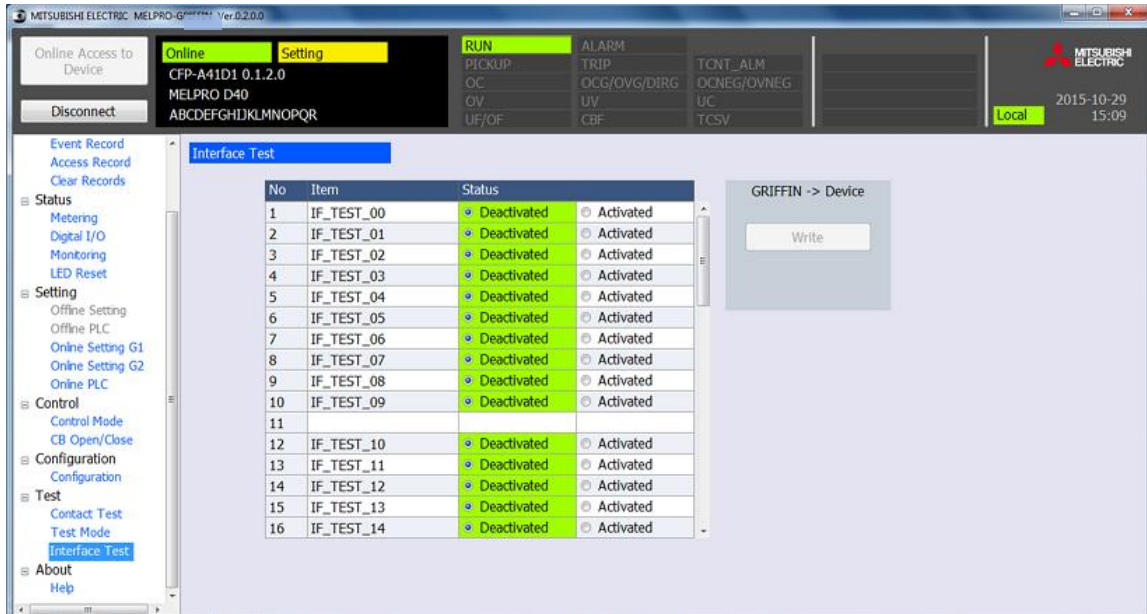 MITSUBISHI ELECTRIC MELPRO-GRIFFIN Ver.0.2.0.0
Online Access to Device
Disconnect
Online Setting
CFP-A41D1 0.1.2.0
MELPRO D40
ABCDEFGHIJKLMNOPQR
RUN ALARM
PICKUP TRIP TCNT_ALM
OC OCG/OVG/DIRG OCNEG/OVNEG
OV UV UC
UF/OF CBF TCSV
MITSUBISHI
ELECTRIC
2015-10-29
Local 15:09
Event Record
Access Record
Clear Records
Status
Metering
Digital I/O
Monitoring
LED Reset
Setting
Offline Setting
Offline PLC
Online Setting G1
Online Setting G2
Online PLC
Control
Control Mode
CB Open/Close
Configuration
Configuration
Test
Contact Test
Test Mode
Interface Test
About
Help
Interface Test
No Item Status
1 IF_TEST_00 Deactivated Activated
2 IF_TEST_01 Deactivated Activated
3 IF_TEST_02 Deactivated Activated
4 IF_TEST_03 Deactivated Activated
5 IF_TEST_04 Deactivated Activated
6 IF_TEST_05 Deactivated Activated
7 IF_TEST_06 Deactivated Activated
8 IF_TEST_07 Deactivated Activated
9 IF_TEST_08 Deactivated Activated
10 IF_TEST_09 Deactivated Activated
11
12 IF_TEST_10 Deactivated Activated
13 IF_TEST_11 Deactivated Activated
14 IF_TEST_12 Deactivated Activated
15 IF_TEST_13 Deactivated Activated
16 IF_TEST_14 Deactivated Activated
GRIFFIN -> Device
Write